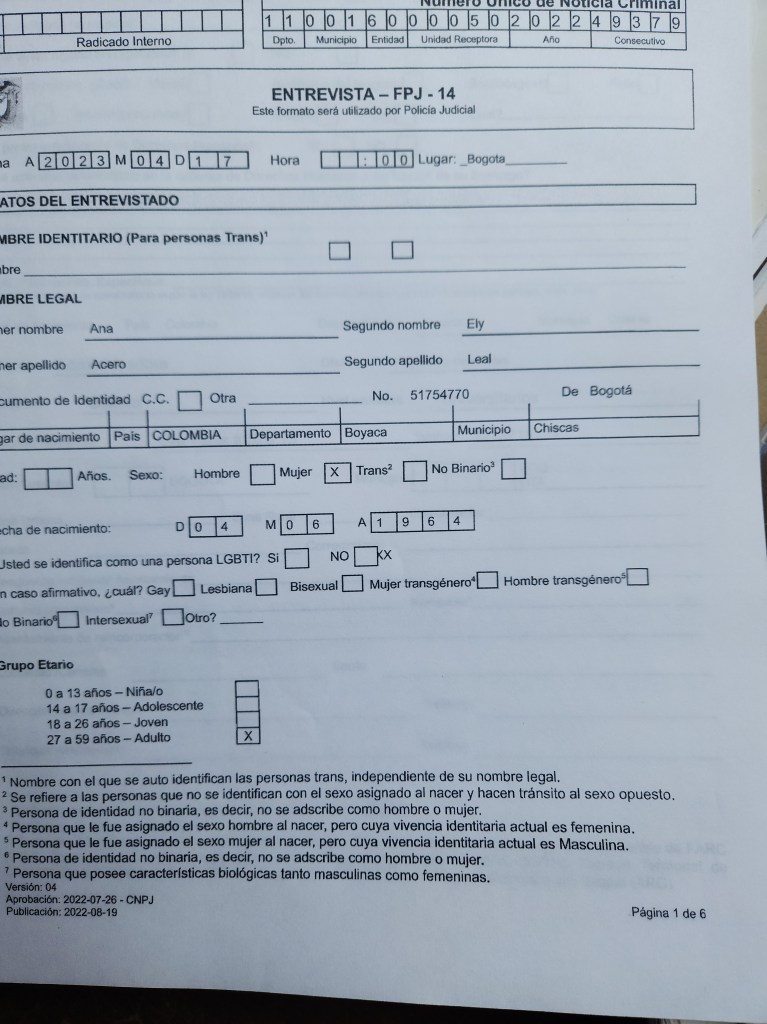 Número Único de Noticia Criminal
1 1 0 0 1 6 0 0 0 0 5 0 2 0 2 2 4 9 3 7 9
Radicado Interno
Dpto. Municipio Entidad Unidad Receptora Año Consecutivo
ENTREVISTA – FPJ - 14
Este formato será utilizado por Policía Judicial
a A 2 0 2 3 M 0 4 D 1 7 Hora : 0 0 Lugar: _Bogota
ATOS DEL ENTREVISTADO
MBRE IDENTITARIO (Para personas Trans)¹
bre
MBRE LEGAL
er nombre Ana Segundo nombre Ely
er apellido Acero Segundo apellido Leal
cumento de Identidad C.C. Otra No. 51754770 De Bogotá
gar de nacimiento País COLOMBIA Departamento Boyaca Municipio Chiscas
ad: Años. Sexo: Hombre Mujer X Trans² No Binario³
echa de nacimiento: D 0 4 M 0 6 A 1 9 6 4
Usted se identifica como una persona LGBTI? Si NO XX
n caso afirmativo, ¿cuál? Gay Lesbiana Bisexual Mujer transgénero⁴ Hombre transgénero⁵
lo Binario⁶ Intersexual⁷ Otro?
Grupo Etario
0 a 13 años – Niña/o
14 a 17 años – Adolescente
18 a 26 años – Joven
27 a 59 años – Adulto X
¹ Nombre con el que se auto identifican las personas trans, independiente de su nombre legal.
² Se refiere a las personas que no se identifican con el sexo asignado al nacer y hacen tránsito al sexo opuesto.
³ Persona de identidad no binaria, es decir, no se adscribe como hombre o mujer.
⁴ Persona que le fue asignado el sexo hombre al nacer, pero cuya vivencia identitaria actual es femenina.
⁵ Persona que le fue asignado el sexo mujer al nacer, pero cuya vivencia identitaria actual es Masculina.
⁶ Persona de identidad no binaria, es decir, no se adscribe como hombre o mujer.
⁷ Persona que posee características biológicas tanto masculinas como femeninas.
Versión: 04
Aprobación: 2022-07-26 - CNPJ
Publicación: 2022-08-19
Página 1 de 6